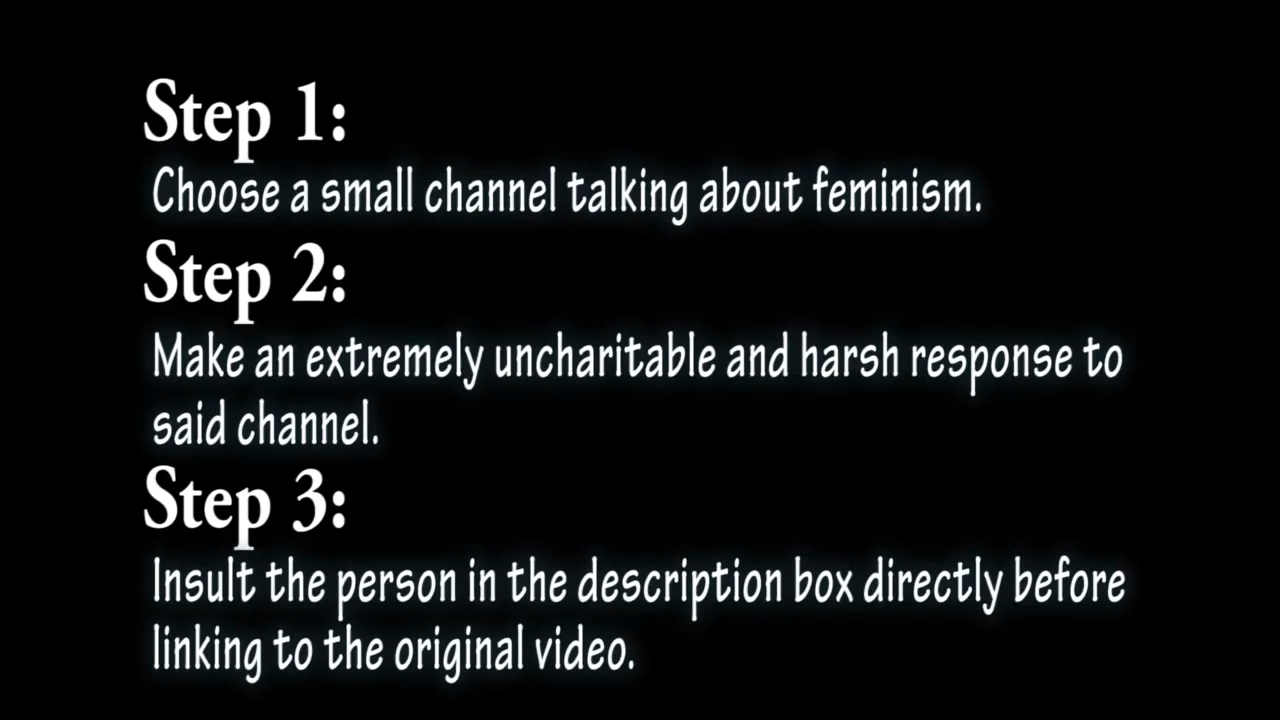 Step 1:
Choose a small channel talking about feminism.
Step 2:
Make an extremely uncharitable and harsh response to
said channel.
Step 3:
Insult the person in the description box directly before
linking to the original video.